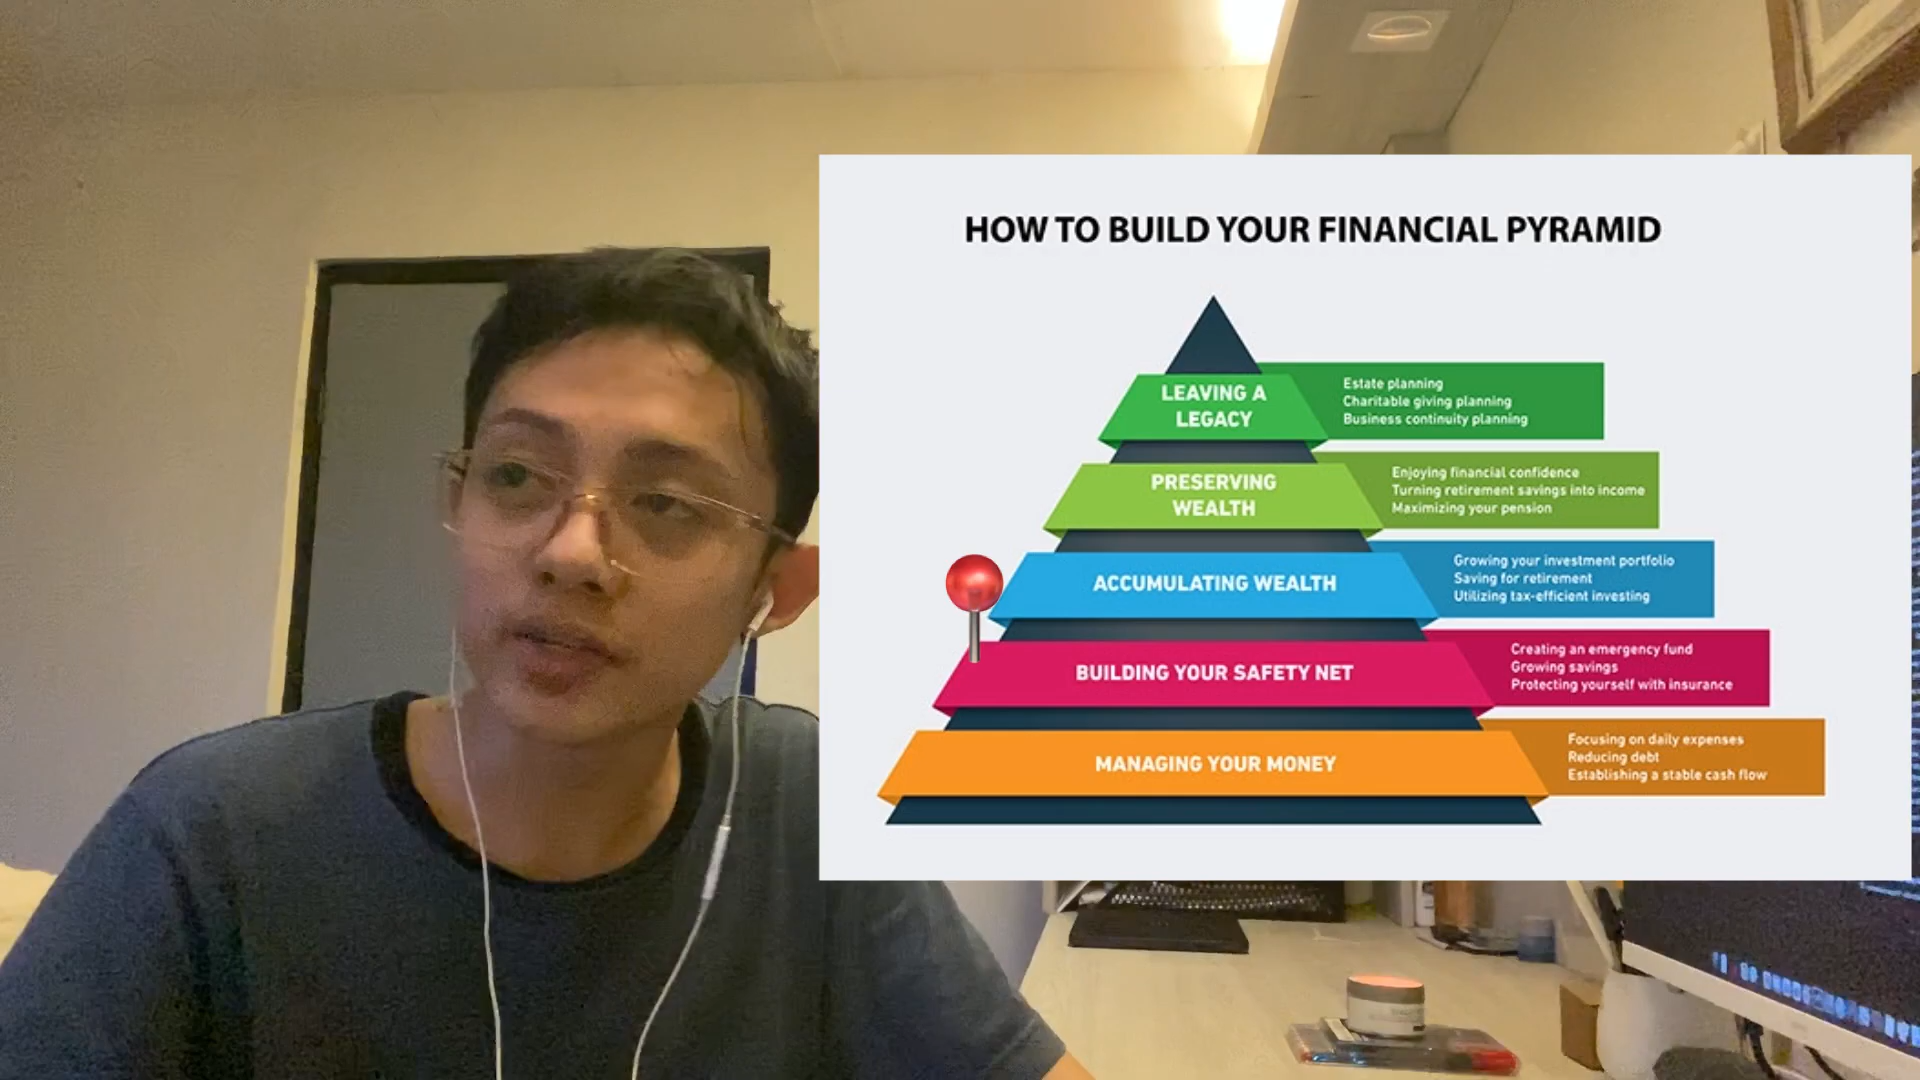 HOW TO BUILD YOUR FINANCIAL PYRAMID
LEAVING A
LEGACY
Estate planning
Charitable giving planning
Business continuity planning
PRESERVING
WEALTH
Enjoying financial confidence
Turning retirement savings into income
Maximizing your pension
ACCUMULATING WEALTH
Growing your investment portfolio
Saving for retirement
Utilizing tax-efficient investing
BUILDING YOUR SAFETY NET
Creating an emergency fund
Growing savings
Protecting yourself with insurance
MANAGING YOUR MONEY
Focusing on daily expenses
Reducing debt
Establishing a stable cash flow